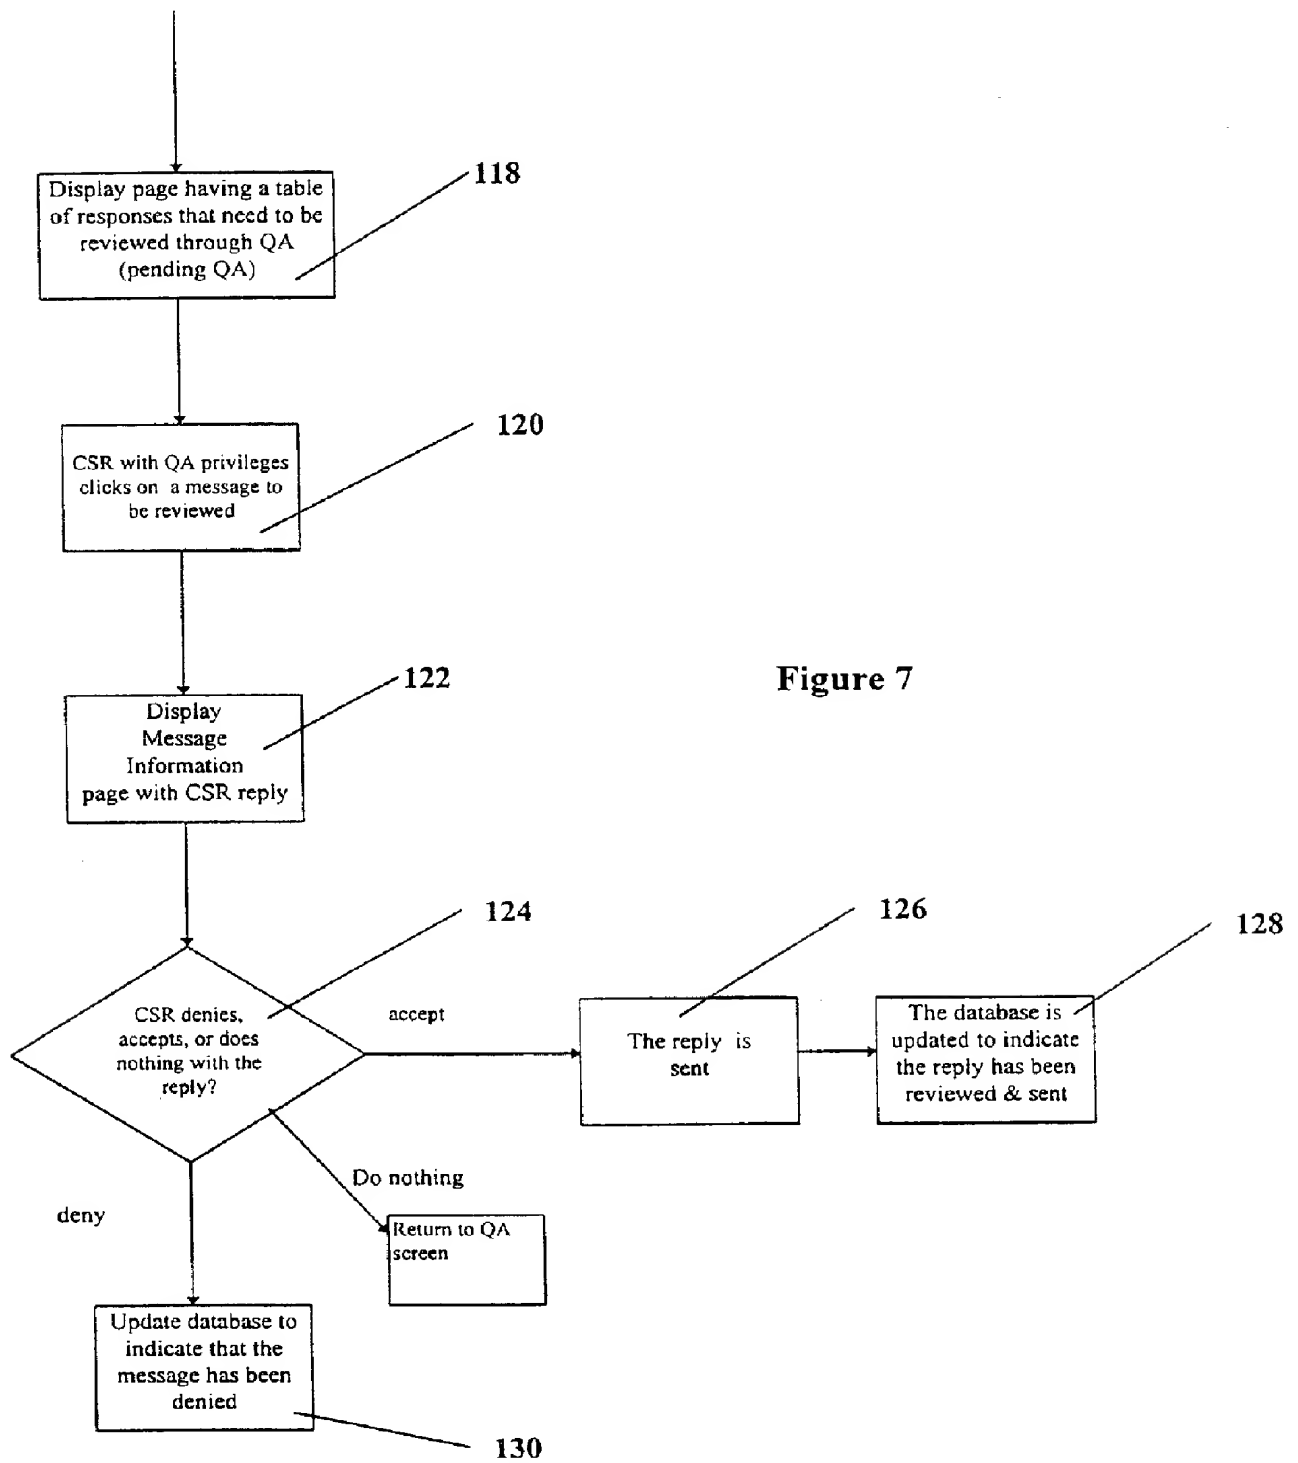 118
Display page having a table
of responses that need to be
reviewed through QA
(pending QA)
120
CSR with QA privileges
clicks on a message to
be reviewed
122
Figure 7
Display
Message
Information
page with CSR reply
124
126
128
CSR denies,
accepts, or does
nothing with the
reply?
accept
The reply is
sent
The database is
updated to indicate
the reply has been
reviewed & sent
Do nothing
deny
Return to QA
screen
Update database to
indicate that the
message has been
denied
130